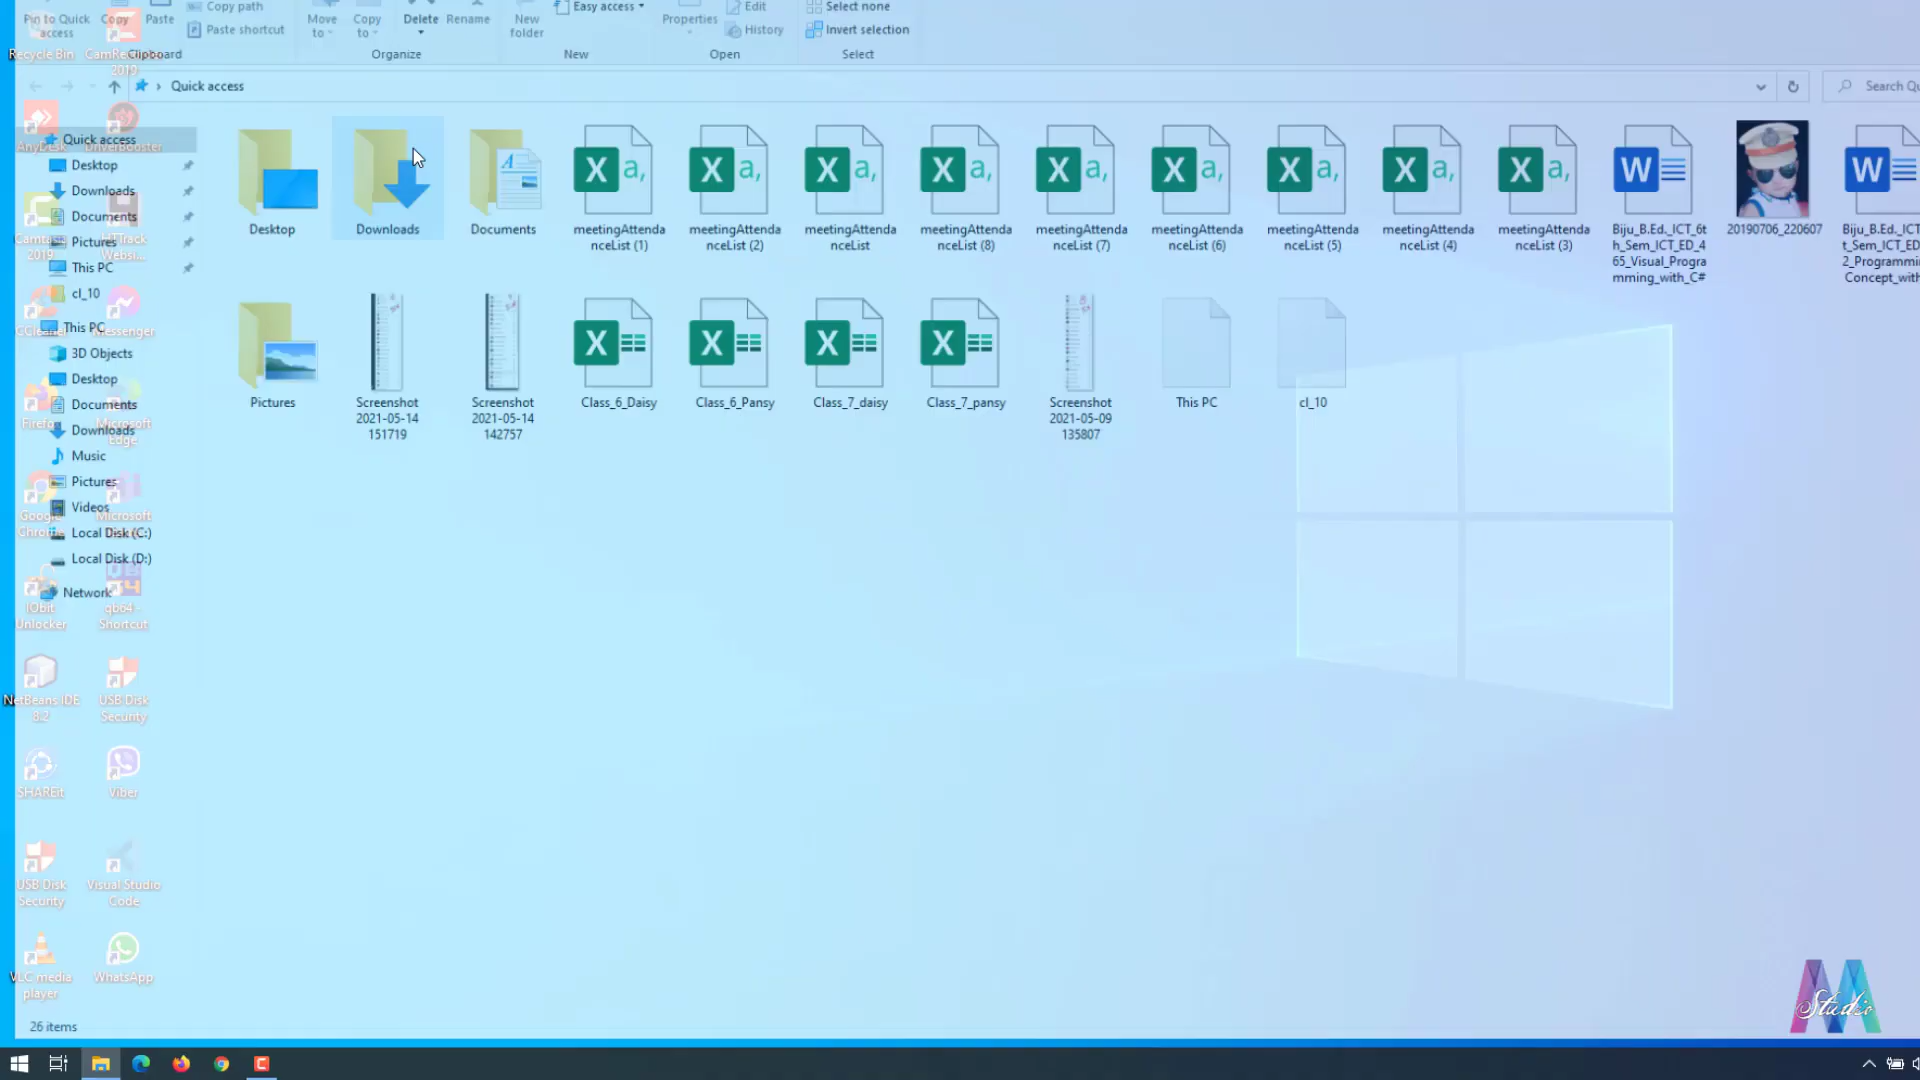 Pin to Quick
access
Copy
Paste
Copy path
Paste shortcut
Clipboard
Move
to
Copy
to
Delete
Rename
Organize
New
folder
Easy access
New
Properties
Edit
History
Open
Select none
Invert selection
Select
Recycle Bin
2019
Quick access
Search Qu
Quick access
Desktop
Downloads
Documents
Pictures
This PC
cl_10
This PC
3D Objects
Desktop
Documents
Downloads
Music
Pictures
Videos
Local Disk (C:)
Local Disk (D:)
Network
AnyDesk
DriverBooster
Camtasia
2019
HTTrack
Websi...
CCleaner
Messenger
Firefox
Microsoft
Edge
Google
Chrome
Microsoft
IObit
Unlocker
qb64 -
Shortcut
NetBeans IDE
8.2
USB Disk
Security
SHAREit
Viber
USB Disk
Security
Visual Studio
Code
VLC media
player
WhatsApp
Desktop
Downloads
Documents
meetingAttenda
nceList (1)
meetingAttenda
nceList (2)
meetingAttenda
nceList
meetingAttenda
nceList (8)
meetingAttenda
nceList (7)
meetingAttenda
nceList (6)
meetingAttenda
nceList (5)
meetingAttenda
nceList (4)
meetingAttenda
nceList (3)
Biju_B.Ed._ICT_6t
h_Sem_ICT_ED_4
65_Visual_Progra
mming_with_C#
20190706_220607
Biju_B.Ed._ICT_
t_Sem_ICT_ED_
2_Programmi
Concept_with
Pictures
Screenshot
2021-05-14
151719
Screenshot
2021-05-14
142757
Class_6_Daisy
Class_6_Pansy
Class_7_daisy
Class_7_pansy
Screenshot
2021-05-09
135807
This PC
cl_10
26 items
Studio